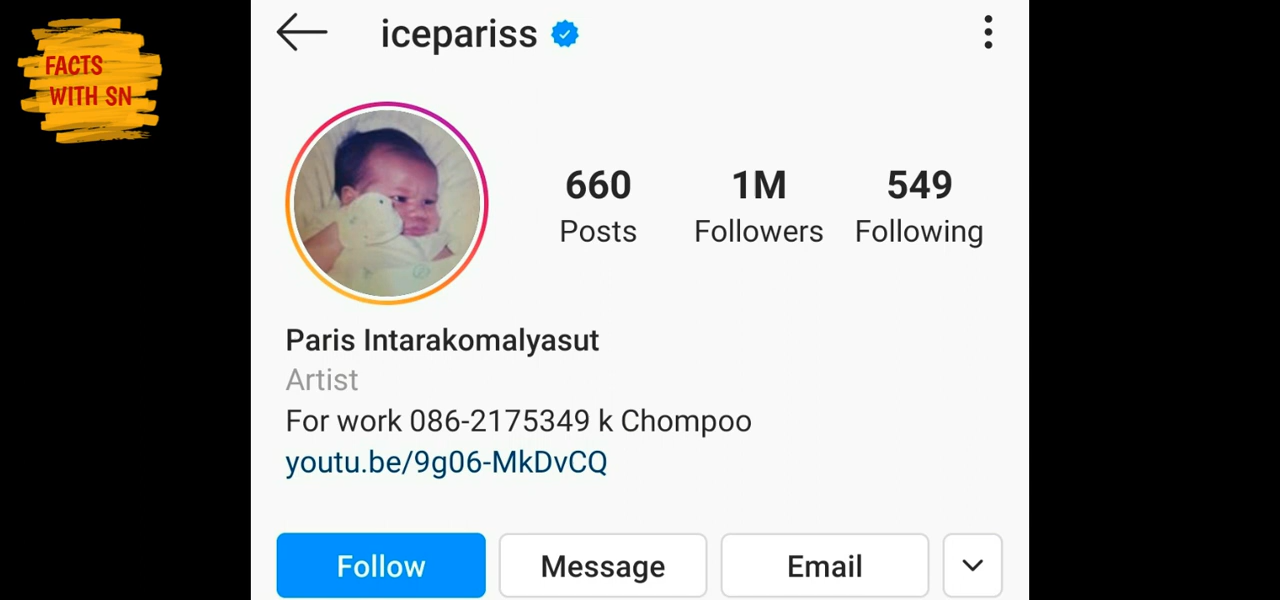 FACTS
WITH SN
icepariss
660
1M
549
Posts
Followers
Following
Paris Intarakomalyasut
Artist
For work 086-2175349 k Chompoo
youtu.be/9g06-MkDvCQ
Follow
Message
Email